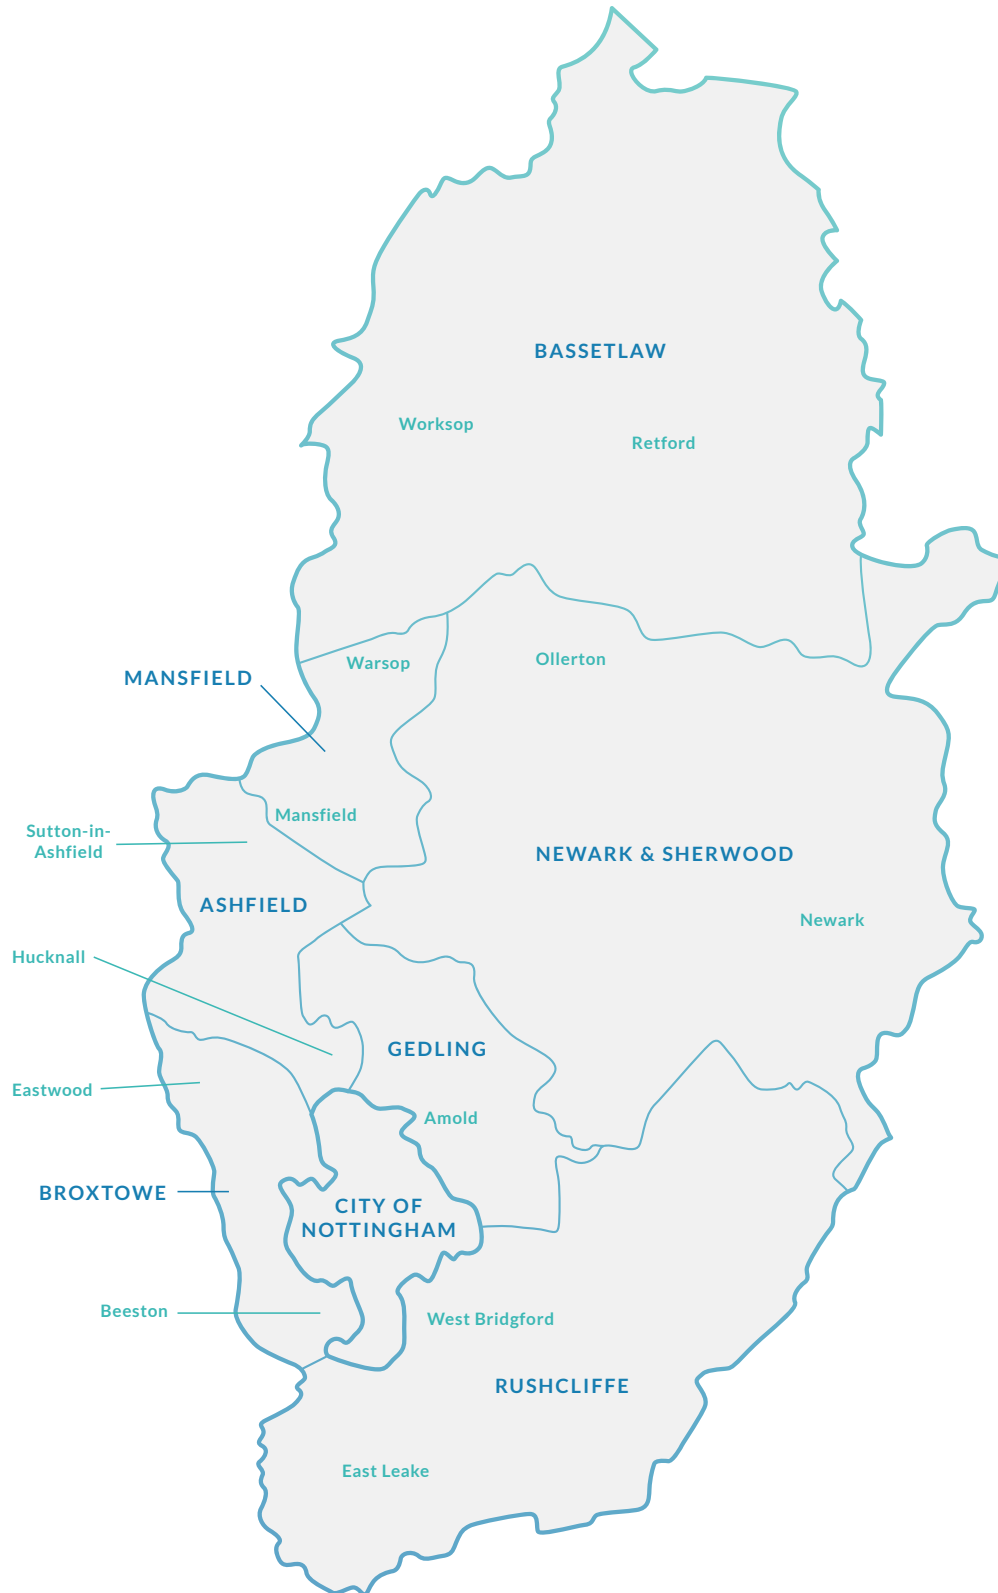 BASSETLAW
Worksop
Retford
Warsop
Ollerton
MANSFIELD
Mansfield
Sutton-in-
Ashfield
NEWARK & SHERWOOD
ASHFIELD
Newark
Hucknall
GEDLING
Eastwood
Amold
BROXTOWE
CITY OF
NOTTINGHAM
Beeston
West Bridgford
RUSHCLIFFE
East Leake